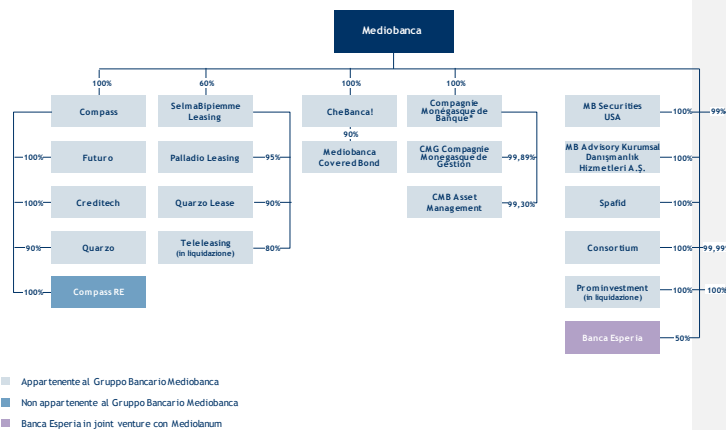 Mediobanca
100%
60%
100%
100%
Compass
SelmaBipiemme
Leasing
CheBanca!
Compagnie
Monégasque de
Banque*
MB Securities
USA
100%
99%
90%
100%
Futuro
Palladio Leasing
95%
Mediobanca
Covered Bond
CMG Compagnie
Monegasque de
Gestion
99,89%
MB Advisory Kurumsal
Danışmanlık
Hizmetleri A.Ş.
100%
100%
Creditech
Quarzo Lease
90%
CMB Asset
Management
99,30%
Spafid
100%
90%
Quarzo
Teleleasing
(in liquidazione)
80%
Consortium
100%
99,99%
100%
Compass RE
Prominvestment
(in liquidazione)
100%
100%
Banca Esperia
50%
Appartenente al Gruppo Bancario Mediobanca
Non appartenente al Gruppo Bancario Mediobanca
Banca Esperia in joint venture con Mediolanum